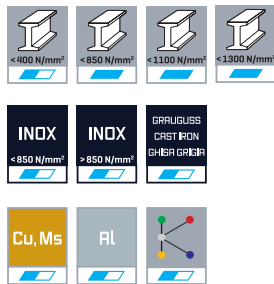 <400 N/mm² <850 N/mm² <1100 N/mm² <1300 N/mm²
INOX
<850 N/mm²
INOX
>850 N/mm²
GRAUGUSS
CAST IRON
GHISA GRIGIA
Cu, Ms
Al